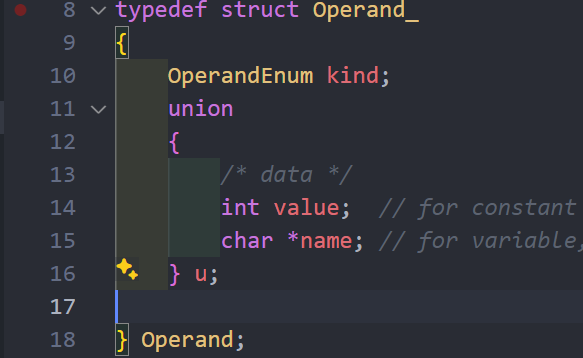 8 typedef struct Operand_
9 {
10 OperandEnum kind;
11 union
12 {
13 /* data */
14 int value;  // for constant
15 char *name; // for variable,
16 } u;
17
18 } Operand;